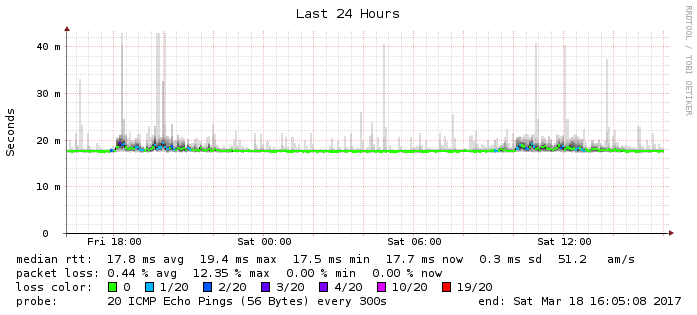 Last 24 Hours
RRDTOOL / TOBI OETIKER
Seconds
40 m
30 m
20 m
10 m
0
Fri 18:00 Sat 00:00 Sat 06:00 Sat 12:00
median rtt: 17.8 ms avg 19.4 ms max 17.5 ms min 17.7 ms now 0.3 ms sd 51.2 am/s
packet loss: 0.44 % avg 12.35 % max 0.00 % min 0.00 % now
loss color: 0 1/20 2/20 3/20 4/20 10/20 19/20
probe: 20 ICMP Echo Pings (56 Bytes) every 300s end: Sat Mar 18 16:05:08 2017